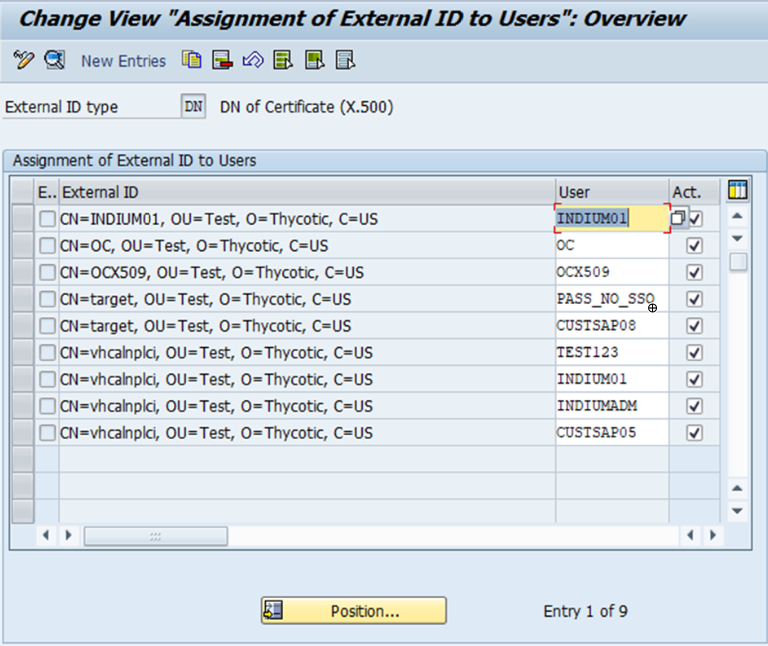 Change View "Assignment of External ID to Users": Overview
New Entries
External ID type DN DN of Certificate (X.500)
Assignment of External ID to Users
E.. External ID User Act.
CN=INDIUM01, OU=Test, O=Thycotic, C=US INDIUM01
CN=OC, OU=Test, O=Thycotic, C=US OC
CN=OCX509, OU=Test, O=Thycotic, C=US OCX509
CN=target, OU=Test, O=Thycotic, C=US PASS_NO_SSO
CN=target, OU=Test, O=Thycotic, C=US CUSTSAP08
CN=vhcalnplci, OU=Test, O=Thycotic, C=US TEST123
CN=vhcalnplci, OU=Test, O=Thycotic, C=US INDIUM01
CN=vhcalnplci, OU=Test, O=Thycotic, C=US INDIUMADM
CN=vhcalnplci, OU=Test, O=Thycotic, C=US CUSTSAP05
Position... Entry 1 of 9